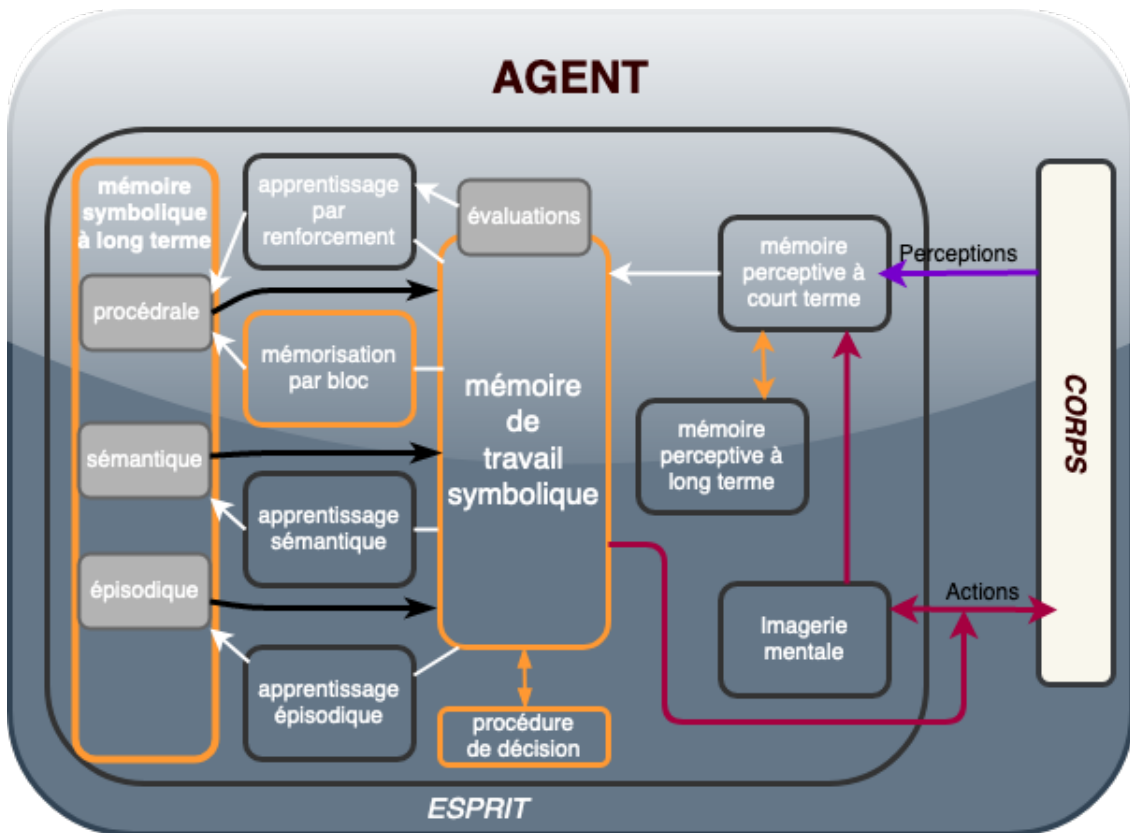 AGENT
mémoire
symbolique
à long terme
apprentissage
par
renforcement
évaluations
procédrale
mémorisation
par bloc
sémantique
apprentissage
sémantique
épisodique
apprentissage
épisodique
mémoire
de
travail
symbolique
procédure
de décision
mémoire
perceptive à
court terme
Perceptions
mémoire
perceptive à
long terme
Imagerie
mentale
Actions
CORPS
ESPRIT